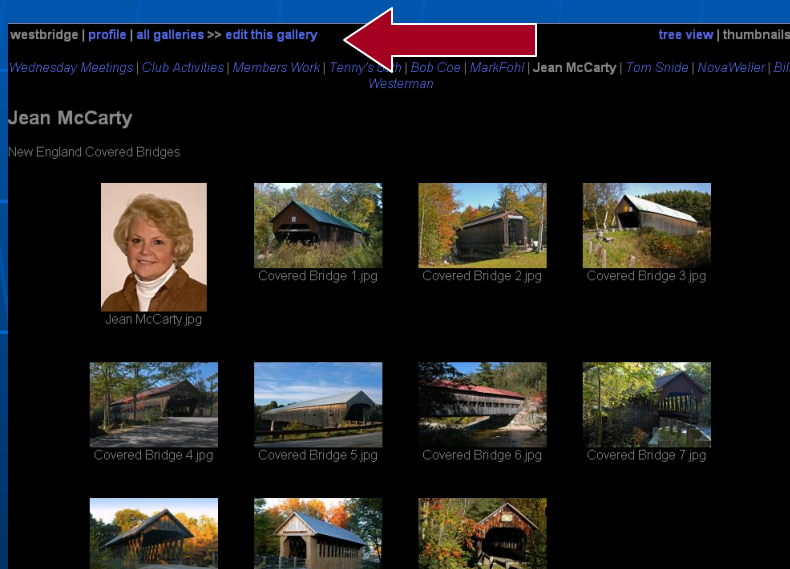 westbridge | profile | all galleries >> edit this gallery tree view | thumbnails
Wednesday Meetings | Club Activities | Members Work | Tenny's | Bob Coe | MarkFohl | Jean McCarty | Tom Snide | NovaWeller | Bill
Westerman
Jean McCarty
New England Covered Bridges
Covered Bridge 1.jpg Covered Bridge 2.jpg Covered Bridge 3.jpg
Jean McCarty.jpg
Covered Bridge 4.jpg Covered Bridge 5.jpg Covered Bridge 6.jpg Covered Bridge 7.jpg